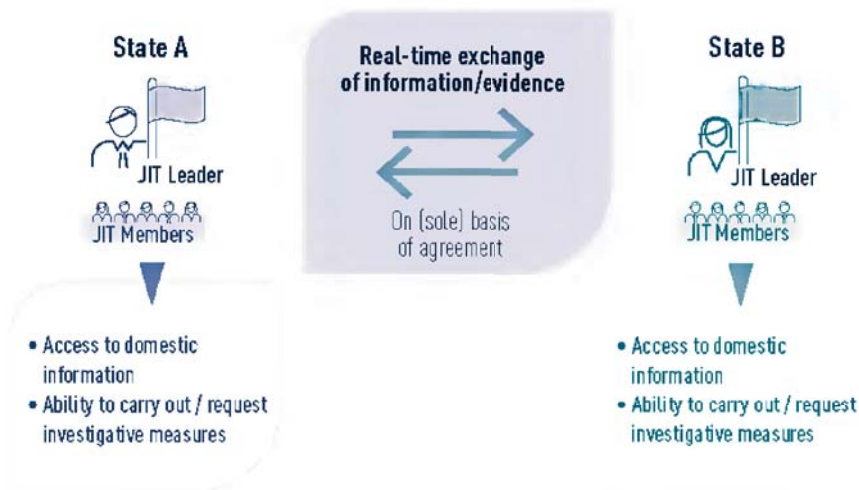 State A
JIT Leader
JIT Members
• Access to domestic
information
• Ability to carry out / request
investigative measures
Real-time exchange
of information/evidence
On (sole) basis
of agreement
State B
JIT Leader
JIT Members
• Access to domestic
information
• Ability to carry out / request
investigative measures